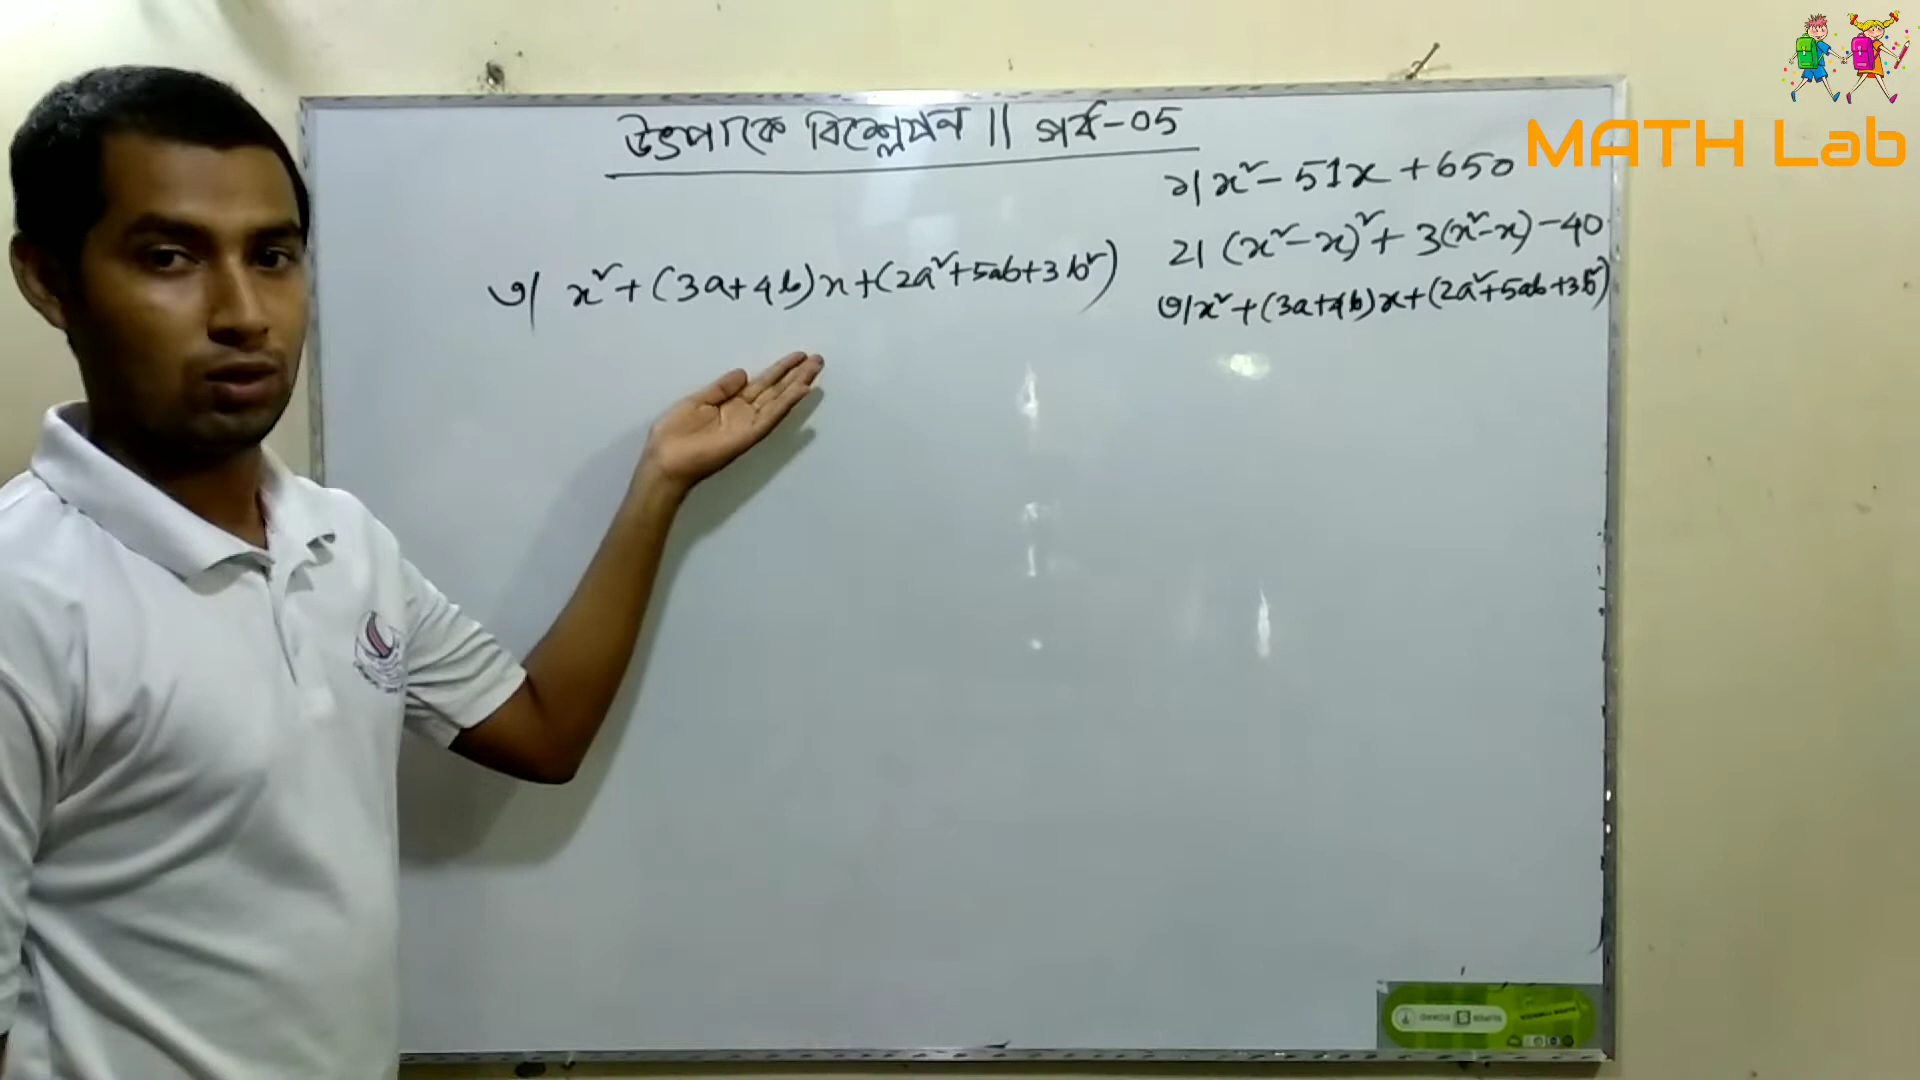 উৎপাদকে বিশ্লেষন || পর্ব-05
১| x² - 51x + 650
২| (x² - x)² + 3(x² - x) - 40
৩| x² + (3a+4b)x + (2a²+5ab+3b²)
৩| x² + (3a+4b)x + (2a²+5ab+3b²)
MATH Lab